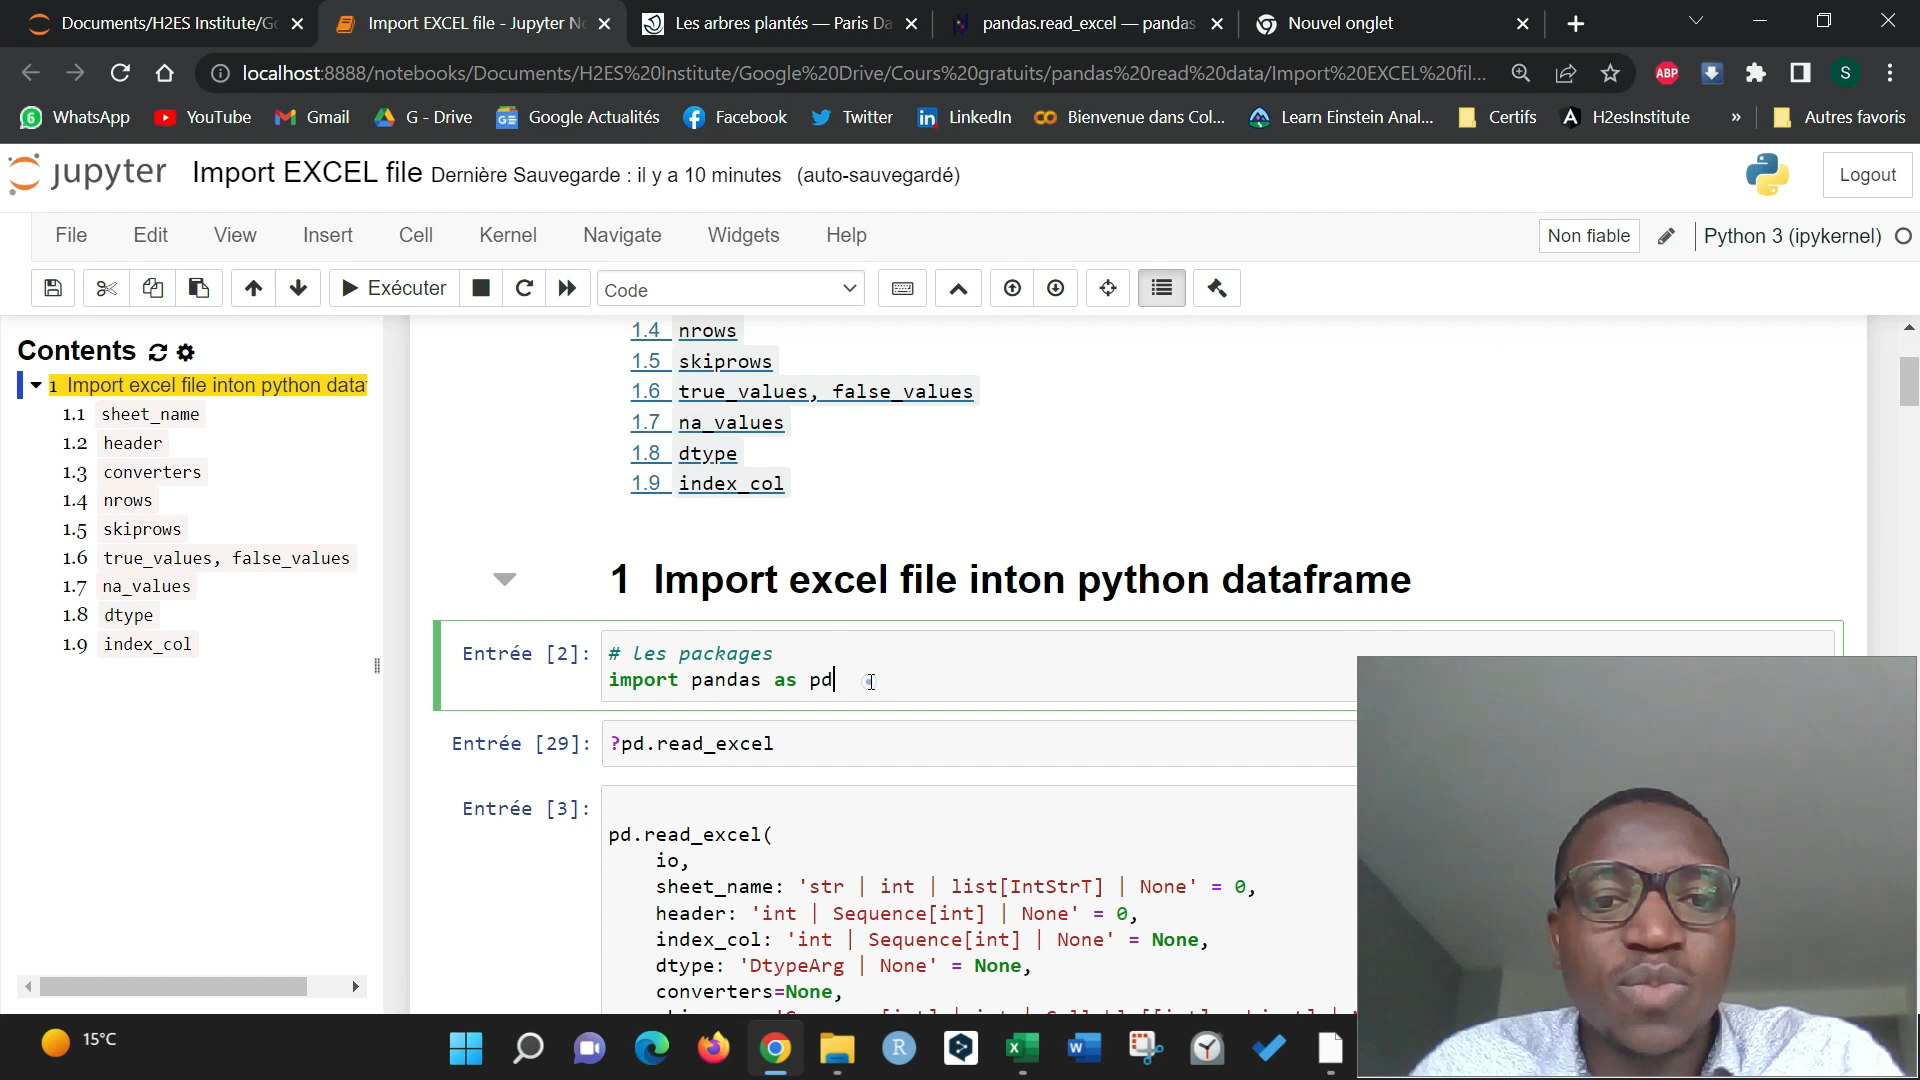 Documents/H2ES Institute/Go
Import EXCEL file - Jupyter No
Les arbres plantés — Paris Da
pandas.read_excel — pandas
Nouvel onglet
localhost:8888/notebooks/Documents/H2ES%20Institute/Google%20Drive/Cours%20gratuits/pandas%20read%20data/Import%20EXCEL%20fil...
ABP
S
WhatsApp
YouTube
Gmail
G - Drive
Google Actualités
Facebook
Twitter
LinkedIn
Bienvenue dans Col...
Learn Einstein Anal...
Certifs
H2esInstitute
»
Autres favoris
jupyter Import EXCEL file Dernière Sauvegarde : il y a 10 minutes (auto-sauvegardé)
Logout
File Edit View Insert Cell Kernel Navigate Widgets Help
Non fiable
Python 3 (ipykernel)
Exécuter
Code
Contents
1 Import excel file inton python data
1.1 sheet_name
1.2 header
1.3 converters
1.4 nrows
1.5 skiprows
1.6 true_values, false_values
1.7 na_values
1.8 dtype
1.9 index_col
1.4 nrows
1.5 skiprows
1.6 true_values, false_values
1.7 na_values
1.8 dtype
1.9 index_col
1 Import excel file inton python dataframe
Entrée [2]: # les packages
import pandas as pd
Entrée [29]: ?pd.read_excel
Entrée [3]:
pd.read_excel(
io,
sheet_name: 'str | int | list[IntStrT] | None' = 0,
header: 'int | Sequence[int] | None' = 0,
index_col: 'int | Sequence[int] | None' = None,
dtype: 'DtypeArg | None' = None,
converters=None,
15°C